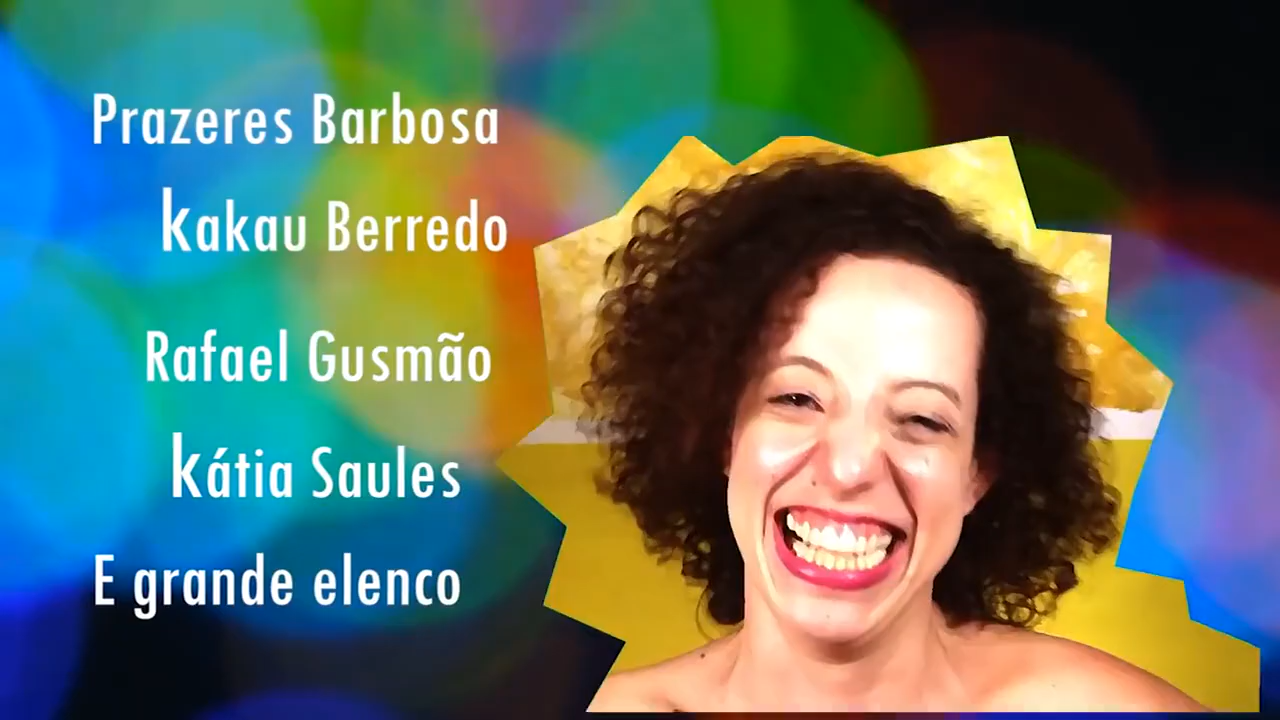 Prazeres Barbosa
kakau Berredo
Rafael Gusmão
kátia Saules
E grande elenco